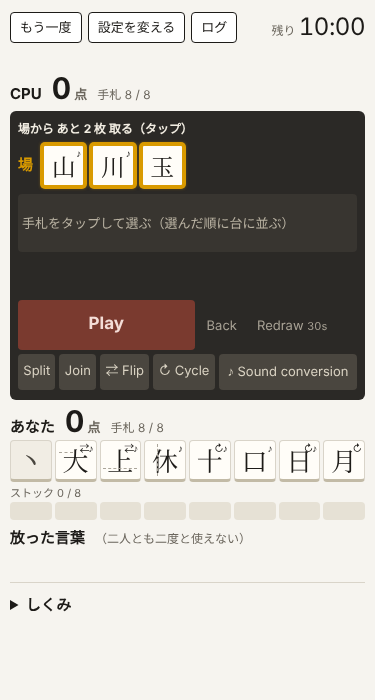 もう一度 設定を変える ログ 残り 10:00
CPU 0 点 手札 8 / 8
場から あと 2 枚 取る（タップ）
場 山♪ 川♪ 玉
手札をタップして選ぶ（選んだ順に台に並ぶ）
Play Back Redraw 30s
Split Join ⇄ Flip ↻ Cycle ♪ Sound conversion
あなた 0 点 手札 8 / 8
丶 大⇄♪ 上⇄♪ 休♪ 十↻♪ 口♪ 日↻♪ 月↻
ストック 0 / 8
放った言葉 （二人とも二度と使えない）
▶ しくみ